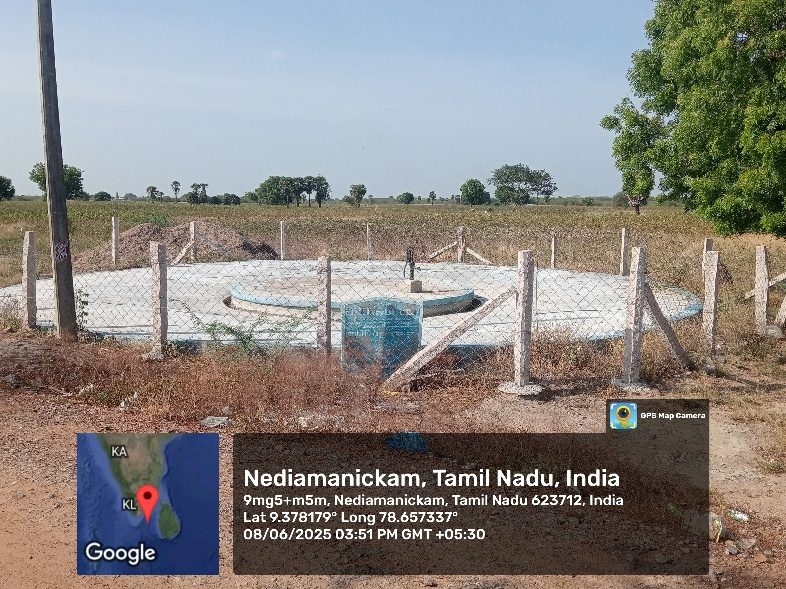 GPS Map Camera
KA
KL
Google
Nediamanickam, Tamil Nadu, India
9mg5+m5m, Nediamanickam, Tamil Nadu 623712, India
Lat 9.378179° Long 78.657337°
08/06/2025 03:51 PM GMT +05:30